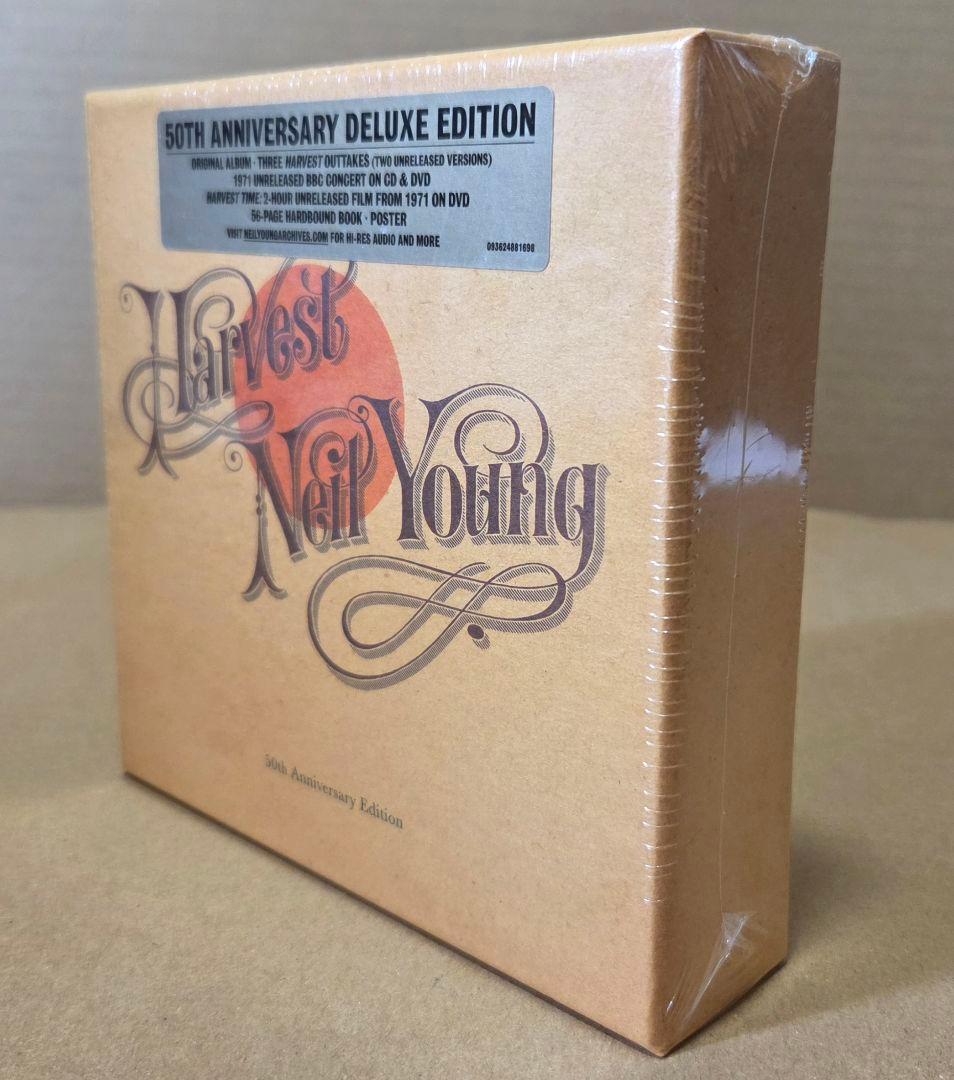 50TH ANNIVERSARY DELUXE EDITION
ORIGINAL ALBUM · THREE HARVEST OUTTAKES (TWO UNRELEASED VERSIONS)
1971 UNRELEASED BBC CONCERT ON CD & DVD
HARVEST TIME: 2-HOUR UNRELEASED FILM FROM 1971 ON DVD
56-PAGE HARDBOUND BOOK · POSTER
VISIT NEILYOUNGARCHIVES.COM FOR HI-RES AUDIO AND MORE
093624881698
Harvest
Neil Young
50th Anniversary Edition